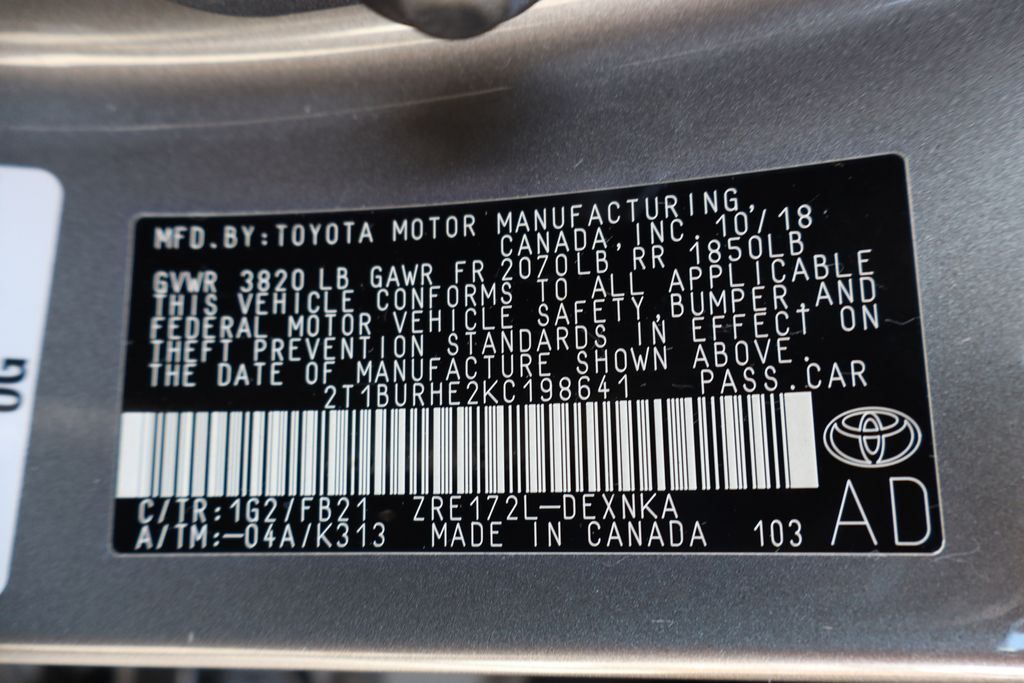 MFD.BY:TOYOTA MOTOR MANUFACTURING,
CANADA,INC. 10/18
GVWR 3820 LB GAWR FR 2070LB RR 1850LB
THIS VEHICLE CONFORMS TO ALL APPLICABLE
FEDERAL MOTOR VEHICLE SAFETY,BUMPER,AND
THEFT PREVENTION STANDARDS IN EFFECT ON
THE DATE OF MANUFACTURE SHOWN ABOVE.
2T1BURHE2KC198641 PASS.CAR
C/TR:1G2/FB21 ZRE172L-DEXNKA
A/TM:-04A/K313 MADE IN CANADA 103
AD
OG